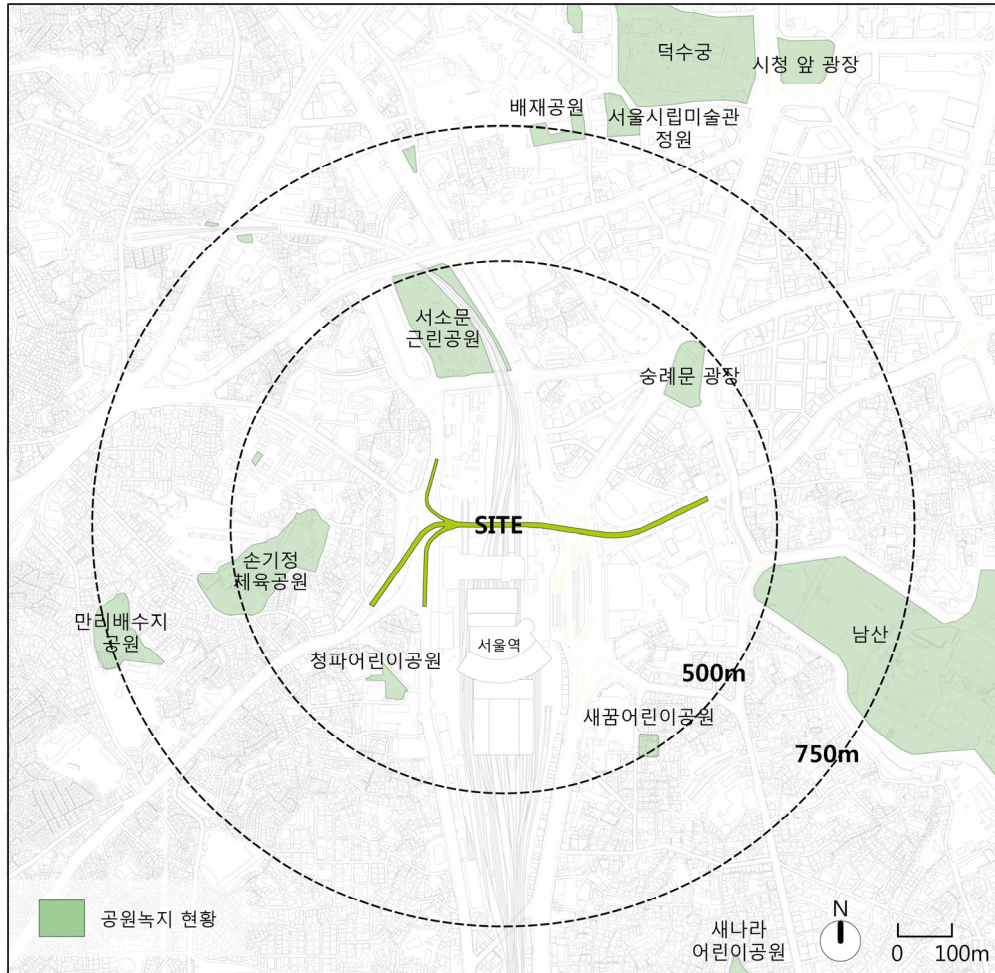 덕수궁
시청 앞 광장
배재공원
서울시립미술관
정원
서소문
근린공원
숭례문 광장
SITE
손기정
체육공원
만리배수지
공원
남산
서울역
청파어린이공원
500m
새꿈어린이공원
750m
공원녹지 현황
새나라
어린이공원
N
0 100m